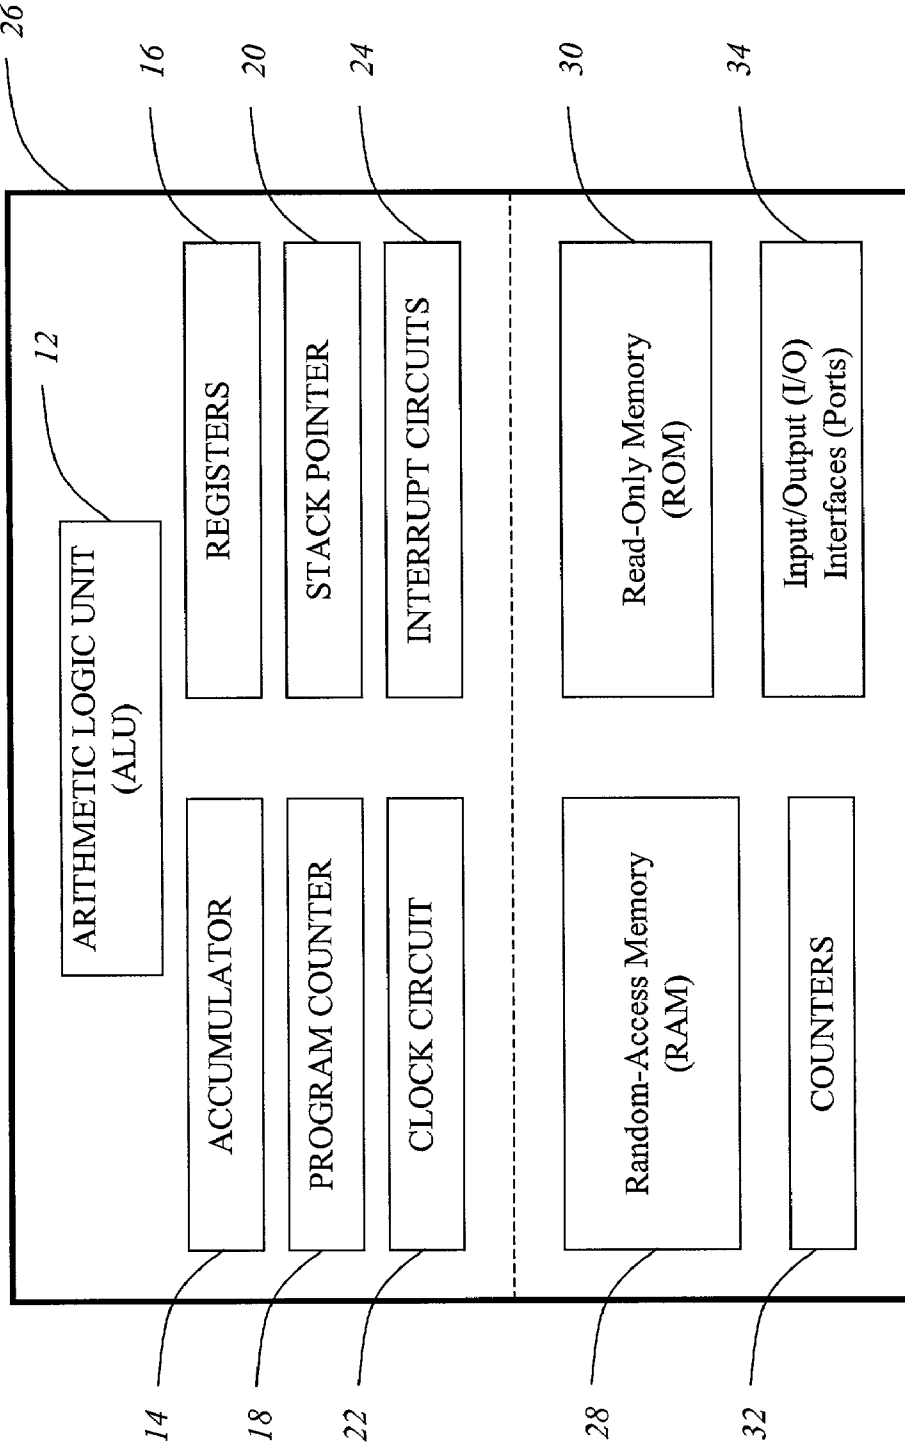 26
12
ARITHMETIC LOGIC UNIT
(ALU)
14
ACCUMULATOR
REGISTERS
16
18
PROGRAM COUNTER
STACK POINTER
20
22
CLOCK CIRCUIT
INTERRUPT CIRCUITS
24
28
Random-Access Memory
(RAM)
Read-Only Memory
(ROM)
30
32
COUNTERS
Input/Output (I/O)
Interfaces (Ports)
34